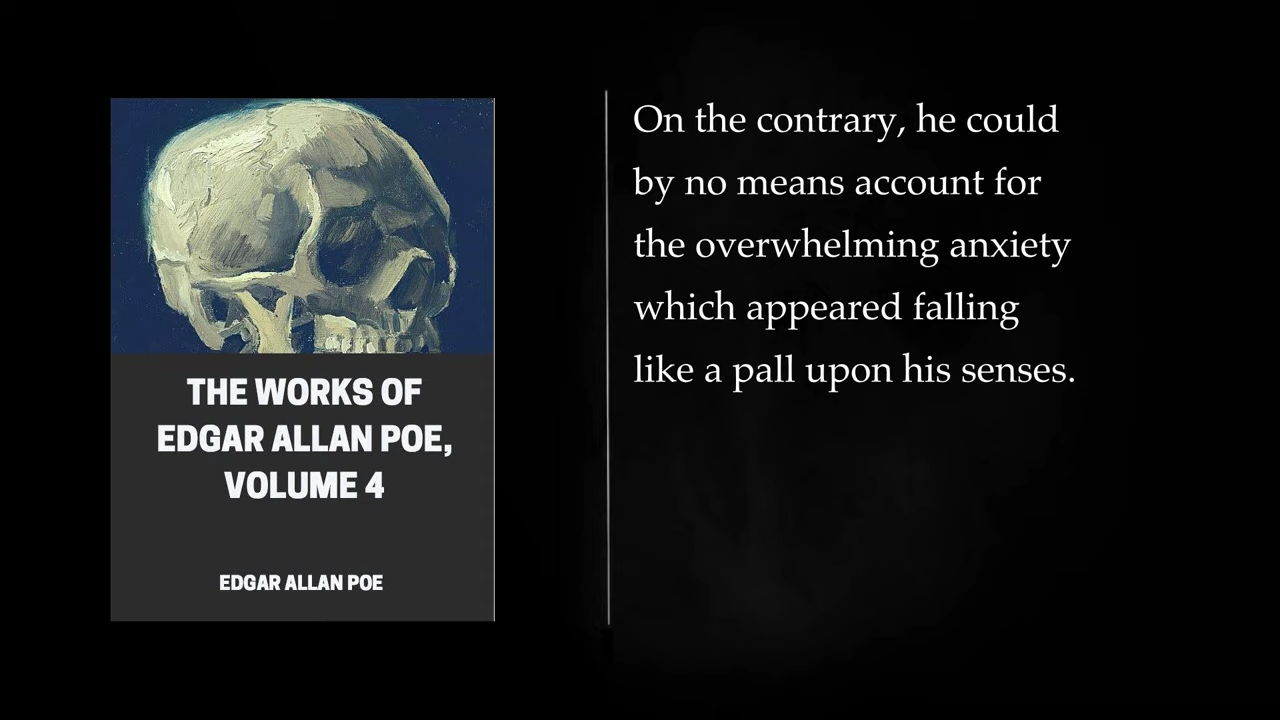 THE WORKS OF
EDGAR ALLAN POE,
VOLUME 4
EDGAR ALLAN POE
On the contrary, he could
by no means account for
the overwhelming anxiety
which appeared falling
like a pall upon his senses.